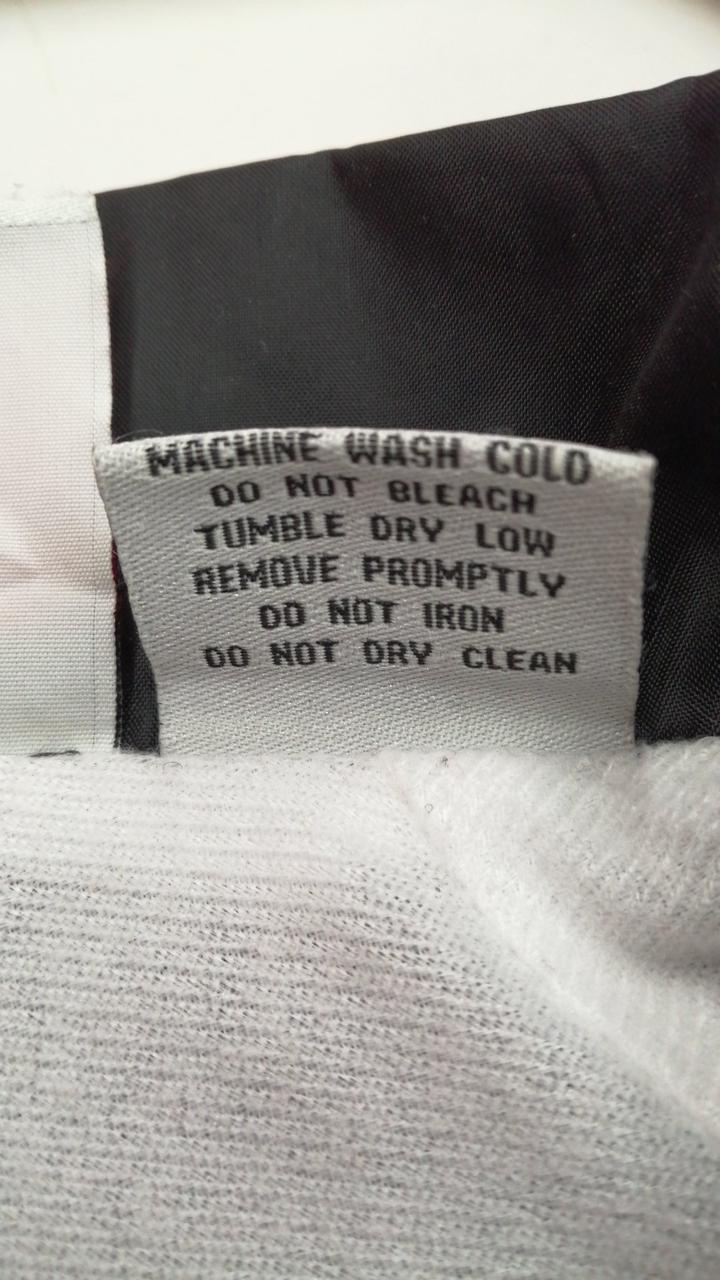 MACHINE WASH COLD
DO NOT BLEACH
TUMBLE DRY LOW
REMOVE PROMPTLY
DO NOT IRON
DO NOT DRY CLEAN